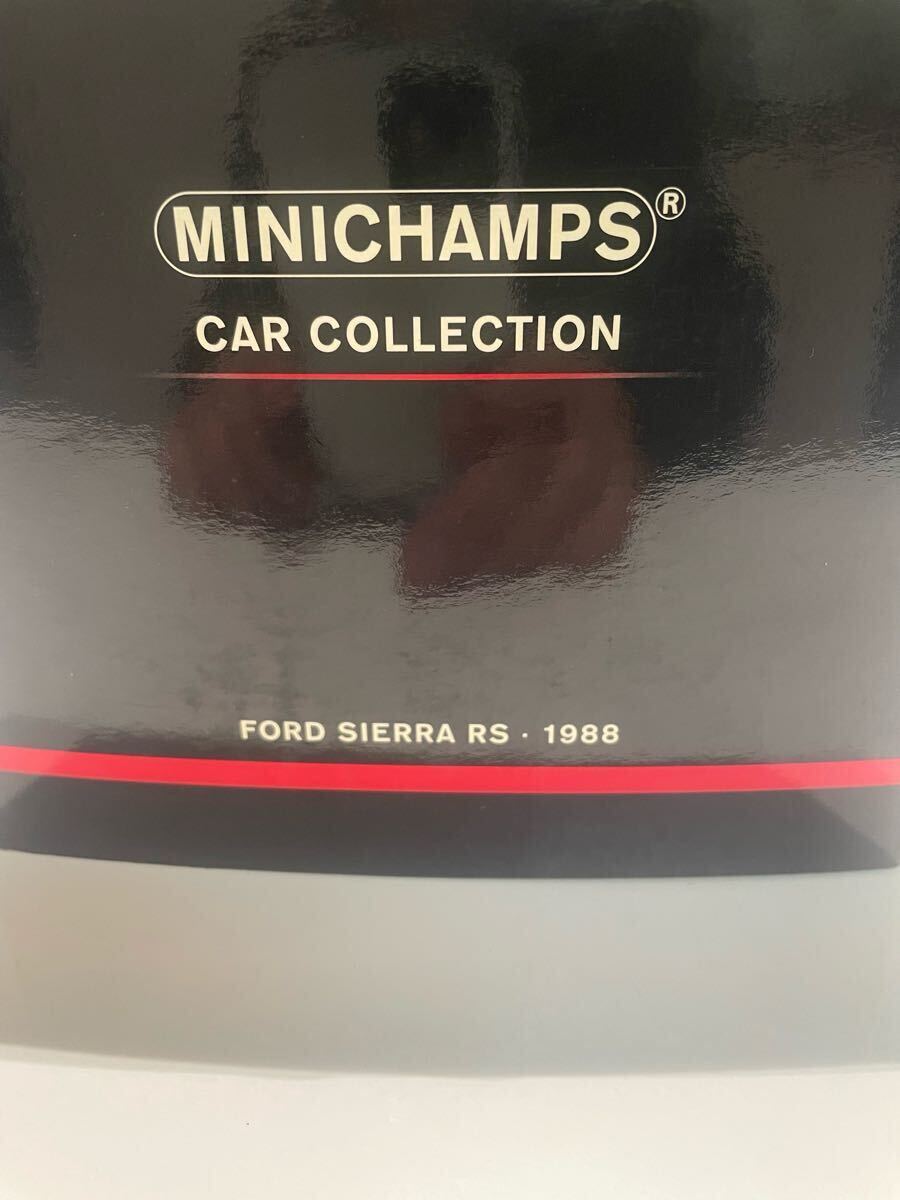 MINICHAMPS®
CAR COLLECTION
FORD SIERRA RS · 1988